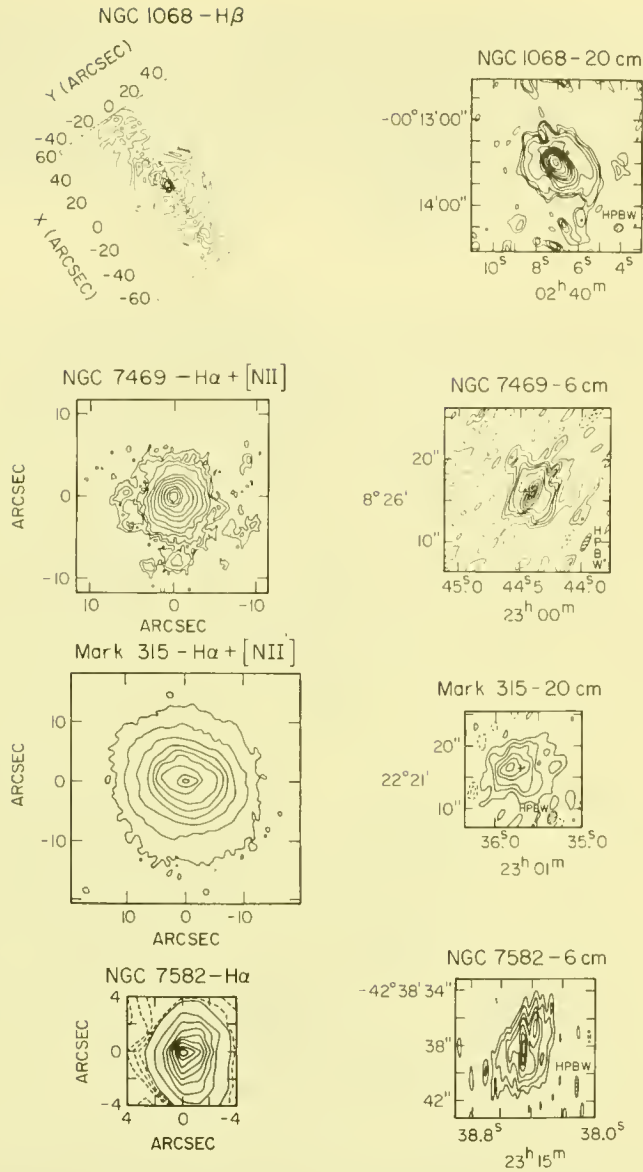 NGC 1068 – Hβ
Y (ARCSEC)
40
20
0
-20
-40
60
40
20
0
-20
-40
-60
X (ARCSEC)
NGC 1068 – 20 cm
-00°13'00"
14'00"
HPBW
10ˢ 8ˢ 6ˢ 4ˢ
02ʰ 40ᵐ
NGC 7469 – Hα + [NII]
10
0
-10
ARCSEC
10 0 -10
ARCSEC
NGC 7469 – 6 cm
20"
8° 26'
10"
H
P
B
W
45ˢ.0 44ˢ.5 44ˢ.0
23ʰ 00ᵐ
Mark 315 – Hα + [NII]
10
0
-10
ARCSEC
10 0 -10
ARCSEC
Mark 315 – 20 cm
20"
22°21'
10"
HPBW
36ˢ.0 35ˢ.0
23ʰ 01ᵐ
NGC 7582 – Hα
4
0
-4
ARCSEC
4 0 -4
ARCSEC
NGC 7582 – 6 cm
-42°38'34"
38
42
HPBW
38.8ˢ 38.0ˢ
23ʰ 15ᵐ